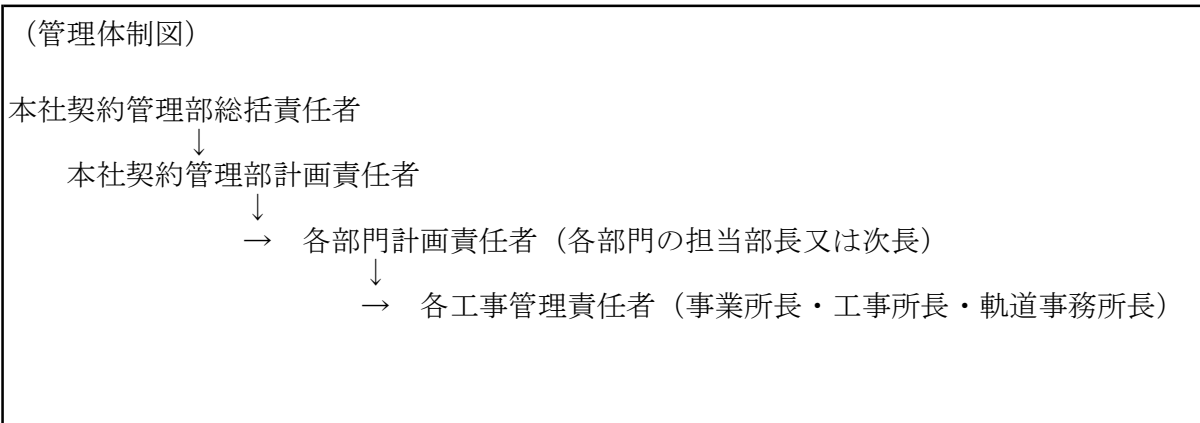 （管理体制図）
本社契約管理部総括責任者
↓
本社契約管理部計画責任者
↓
→　各部門計画責任者（各部門の担当部長又は次長）
↓
→　各工事管理責任者（事業所長・工事所長・軌道事務所長）